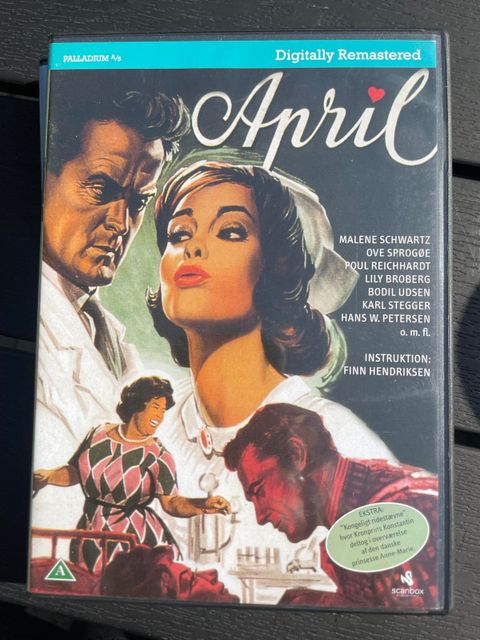 PALLADIUM A/S
Digitally Remastered
April
MALENE SCHWARTZ
OVE SPROGØE
POUL REICHHARDT
LILY BROBERG
BODIL UDSEN
KARL STEGGER
HANS W. PETERSEN
o. m. fl.
INSTRUKTION:
FINN HENDRIKSEN
EKSTRA:
"Kongeligt ridestævne"
hvor Kronprins Konstantin
deltog i overværelse
af den danske
prinsesse Anne-Marie.
A
scanbox